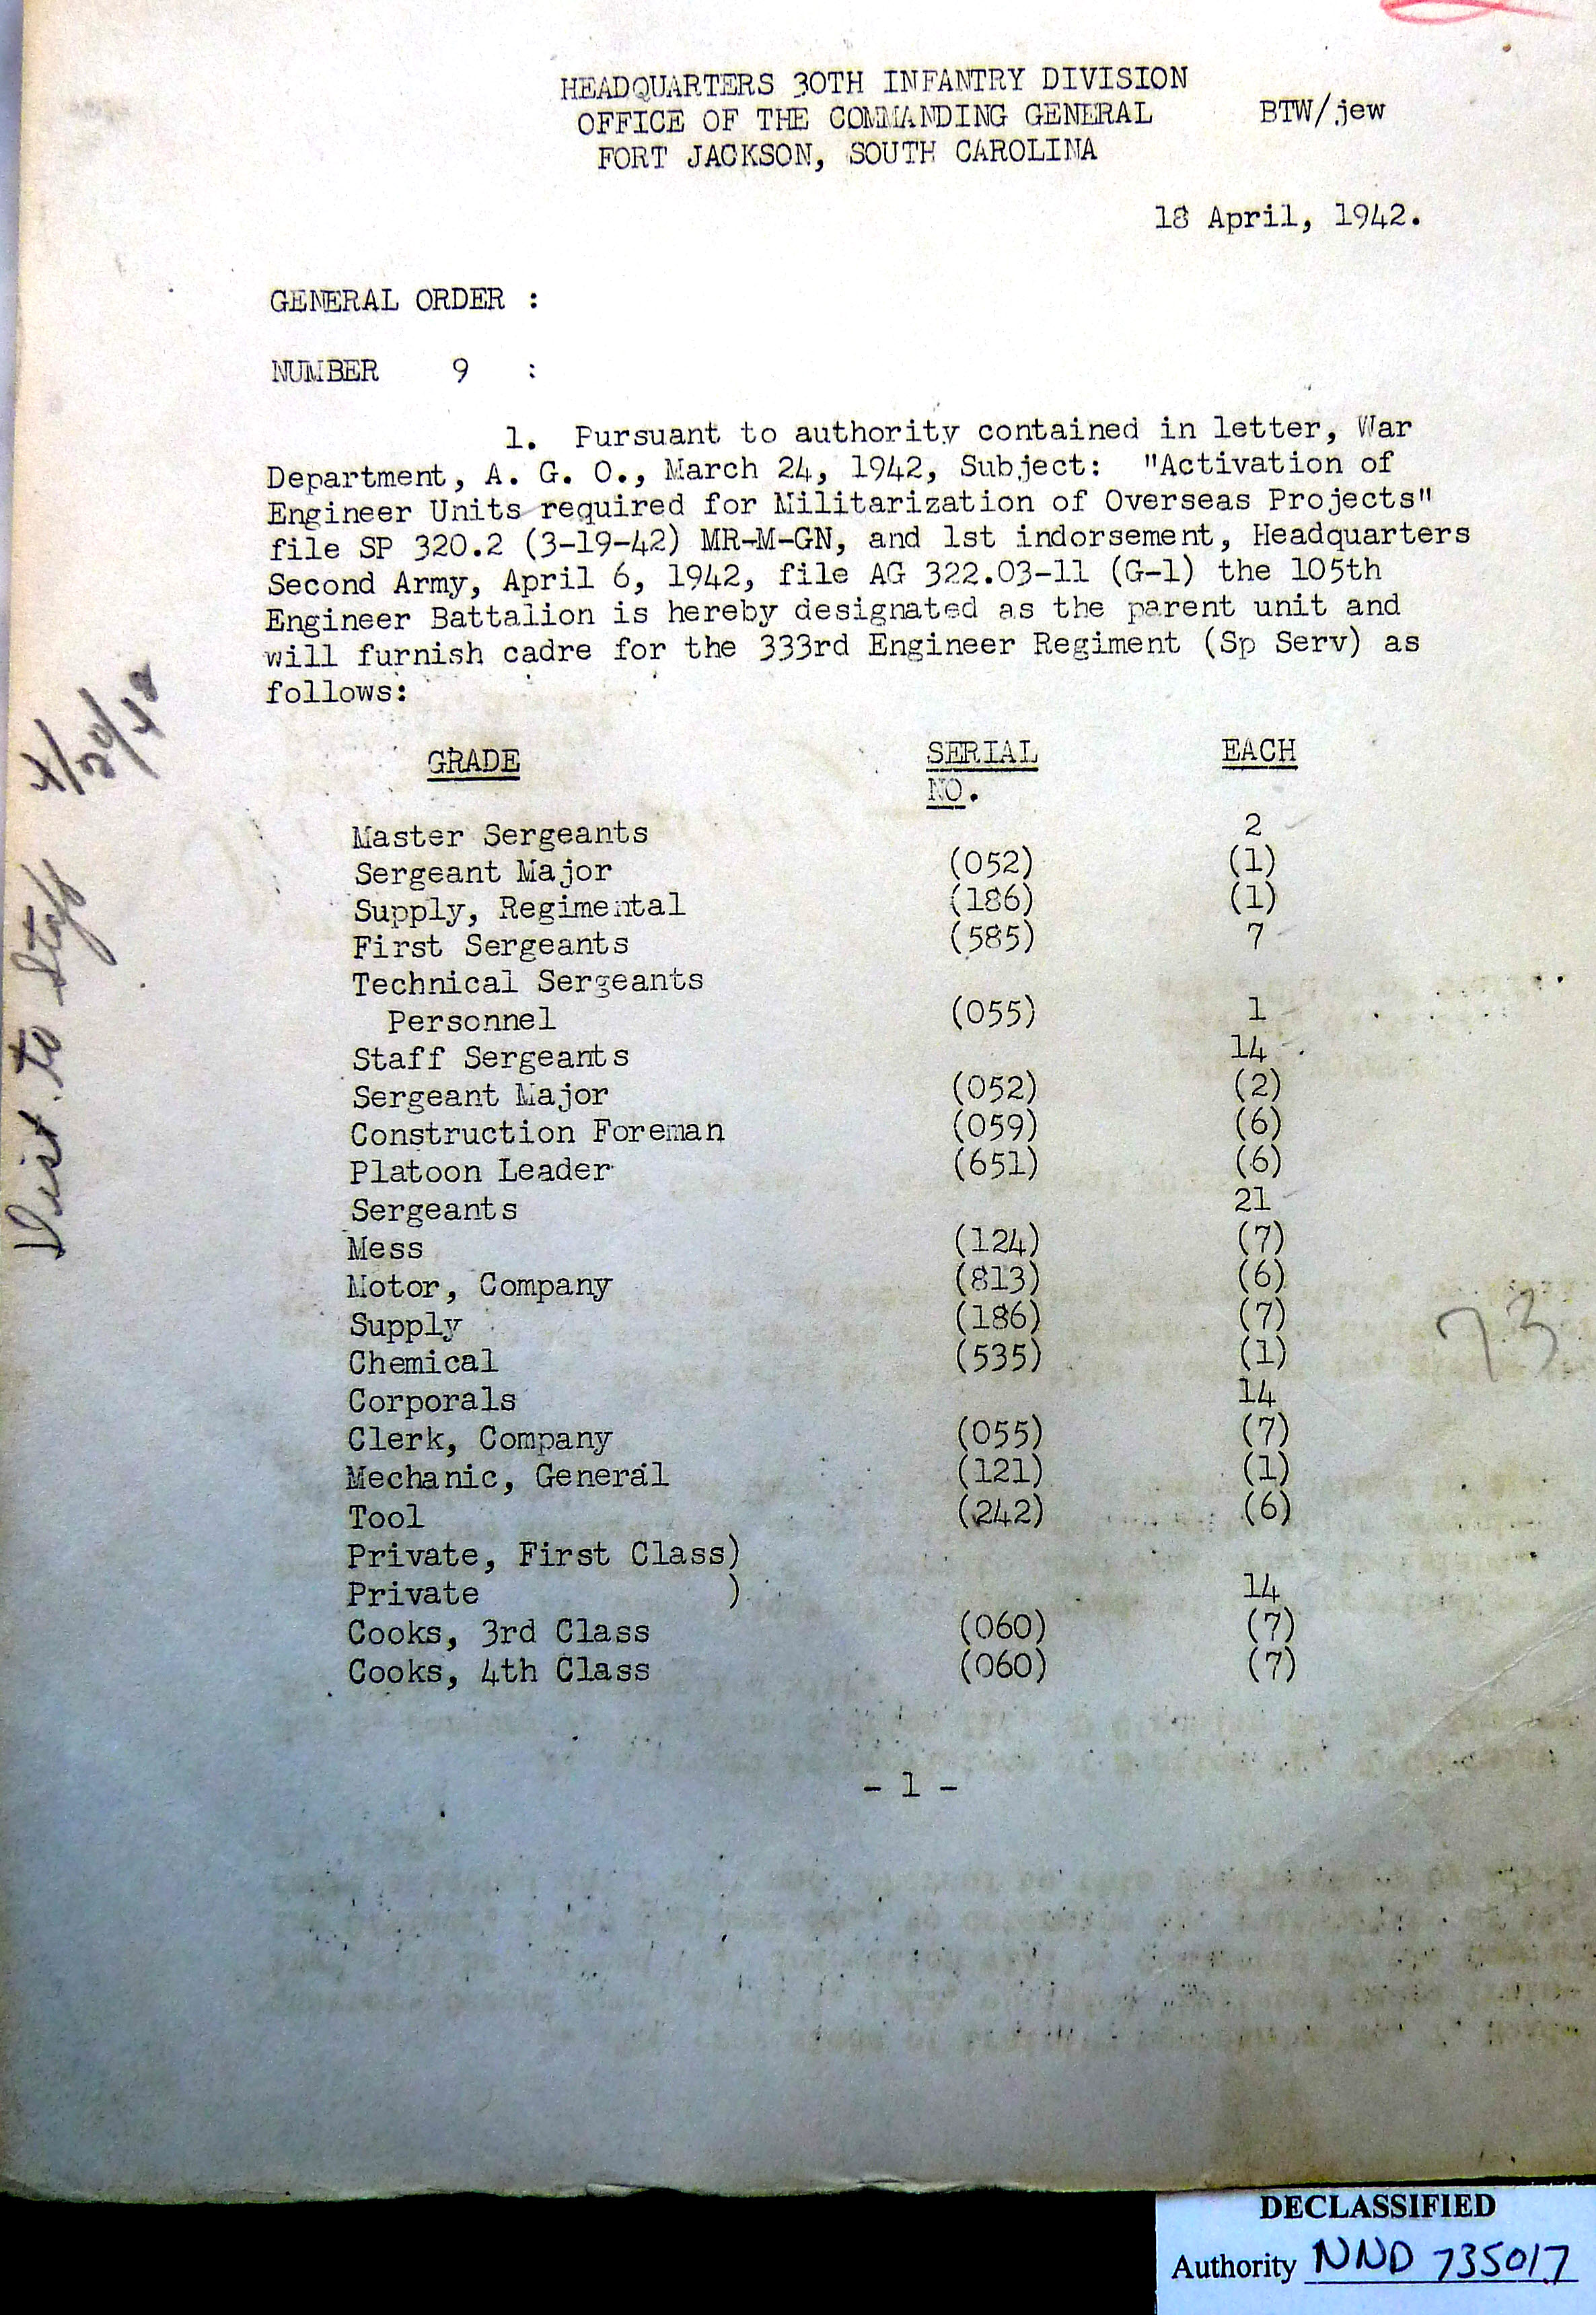 HEADQUARTERS 30TH INFANTRY DIVISION
OFFICE OF THE COMMANDING GENERAL BTW/jew
FORT JACKSON, SOUTH CAROLINA
18 April, 1942.
GENERAL ORDER :
NUMBER 9 :
1. Pursuant to authority contained in letter, War
Department, A. G. O., March 24, 1942, Subject: "Activation of
Engineer Units required for Militarization of Overseas Projects"
file SP 320.2 (3-19-42) MR-M-GN, and 1st indorsement, Headquarters
Second Army, April 6, 1942, file AG 322.03-11 (G-1) the 105th
Engineer Battalion is hereby designated as the parent unit and
will furnish cadre for the 333rd Engineer Regiment (Sp Serv) as
follows:
GRADE SERIAL EACH
NO.
Master Sergeants 2
Sergeant Major (052) (1)
Supply, Regimental (186) (1)
First Sergeants (585) 7
Technical Sergeants
Personnel (055) 1
Staff Sergeants 14
Sergeant Major (052) (2)
Construction Foreman (059) (6)
Platoon Leader (651) (6)
Sergeants 21
Mess (124) (7)
Motor, Company (813) (6)
Supply (186) (7)
Chemical (535) (1)
Corporals 14
Clerk, Company (055) (7)
Mechanic, General (121) (1)
Tool (242) (6)
Private, First Class)
Private ) 14
Cooks, 3rd Class (060) (7)
Cooks, 4th Class (060) (7)
- 1 -
Dist. to Staff 4/20/42
73
DECLASSIFIED
Authority NND 735017